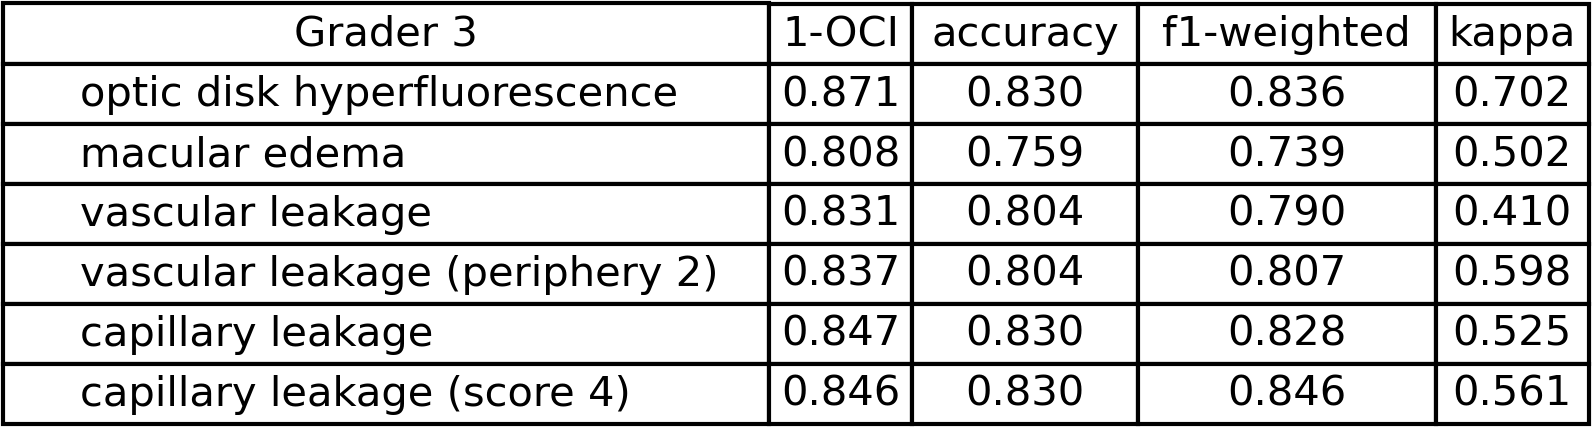 Grader 3 1-OCI accuracy f1-weighted kappa
optic disk hyperfluorescence 0.871 0.830 0.836 0.702
macular edema 0.808 0.759 0.739 0.502
vascular leakage 0.831 0.804 0.790 0.410
vascular leakage (periphery 2) 0.837 0.804 0.807 0.598
capillary leakage 0.847 0.830 0.828 0.525
capillary leakage (score 4) 0.846 0.830 0.846 0.561